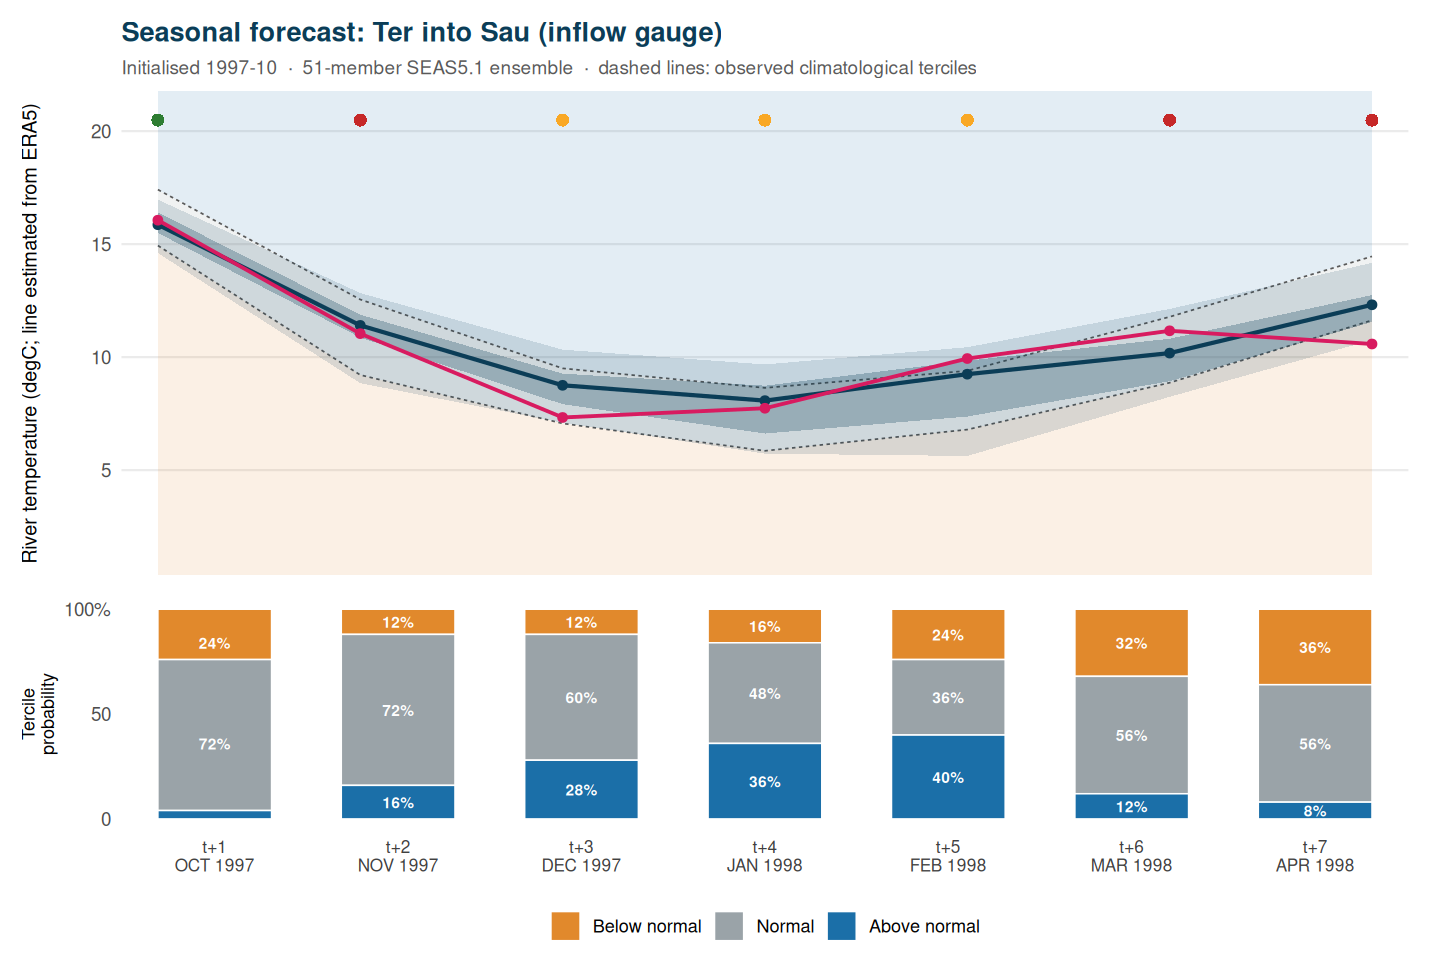 Seasonal forecast: Ter into Sau (inflow gauge)
Initialised 1997-10 · 51-member SEAS5.1 ensemble · dashed lines: observed climatological terciles
River temperature (degC; line estimated from ERA5)
20
15
10
5
Tercile
probability
100%
50
0
24%
12%
12%
16%
24%
32%
36%
72%
72%
60%
48%
36%
56%
56%
16%
28%
36%
40%
12%
8%
t+1
OCT 1997
t+2
NOV 1997
t+3
DEC 1997
t+4
JAN 1998
t+5
FEB 1998
t+6
MAR 1998
t+7
APR 1998
Below normal
Normal
Above normal